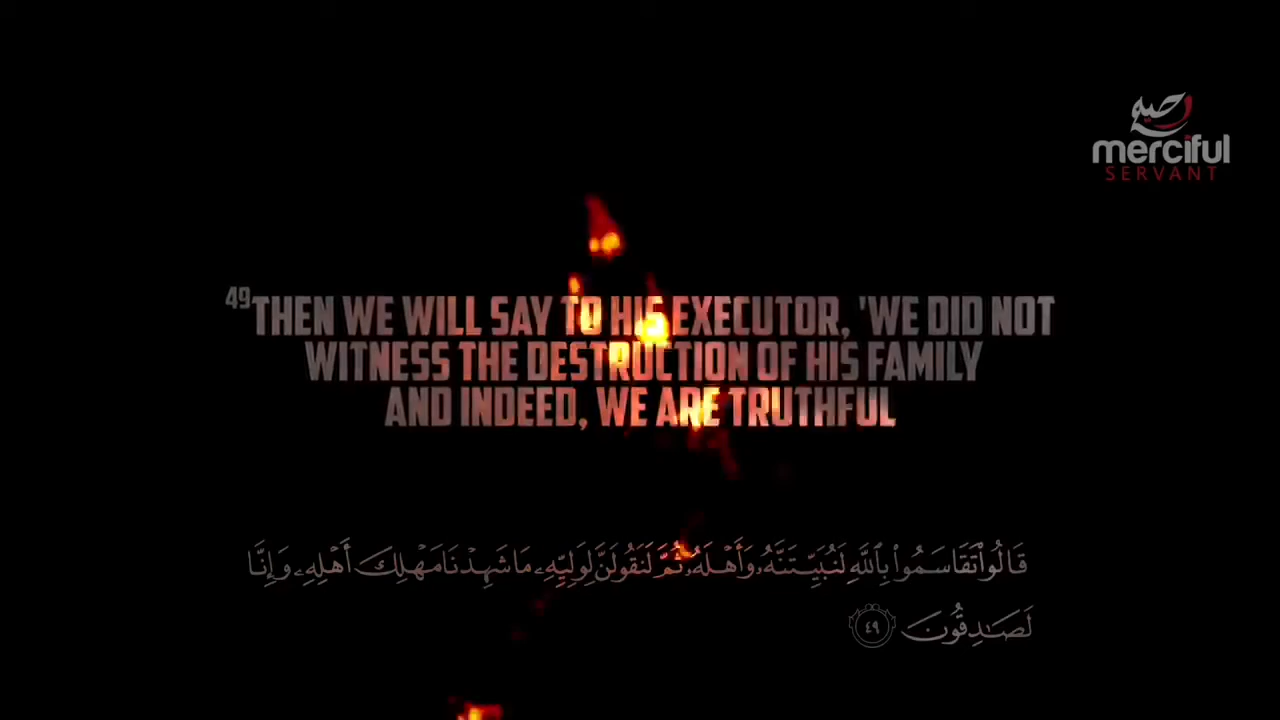 merciful
SERVANT
49THEN WE WILL SAY TO HIS EXECUTOR, 'WE DID NOT
WITNESS THE DESTRUCTION OF HIS FAMILY
AND INDEED, WE ARE TRUTHFUL
قَالُوا۟ تَقَاسَمُوا۟ بِٱللَّهِ لَنُبَيِّتَنَّهُۥ وَأَهْلَهُۥ ثُمَّ لَنَقُولَنَّ لِوَلِيِّهِۦ مَا شَهِدْنَا مَهْلِكَ أَهْلِهِۦ وَإِنَّا
لَصَـٰدِقُونَ ٤٩